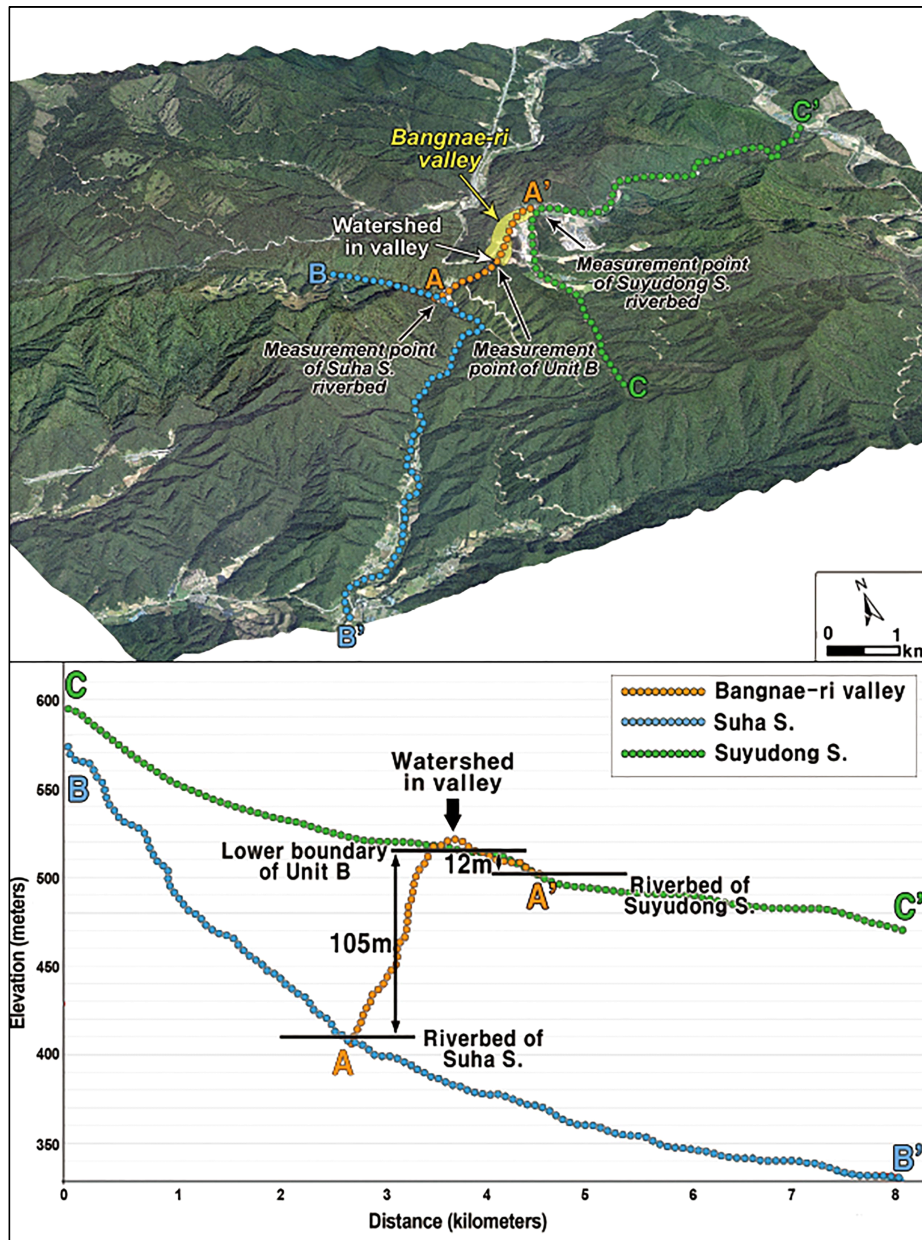 C'
Bangnae-ri
valley
A'
Watershed
in valley
B
A
Measurement point
of Suyudong S.
riverbed
Measurement point
of Suha S.
riverbed
Measurement
point of Unit B
C
B'
N
0 1
km
C
600
B
550
500
450
400
350
Elevation (meters)
Bangnae-ri valley
Suha S.
Suyudong S.
Watershed
in valley
Lower boundary
of Unit B
12m
A'
Riverbed of
Suyudong S.
C'
105m
Riverbed of
Suha S.
A
B'
0 1 2 3 4 5 6 7 8
Distance (kilometers)